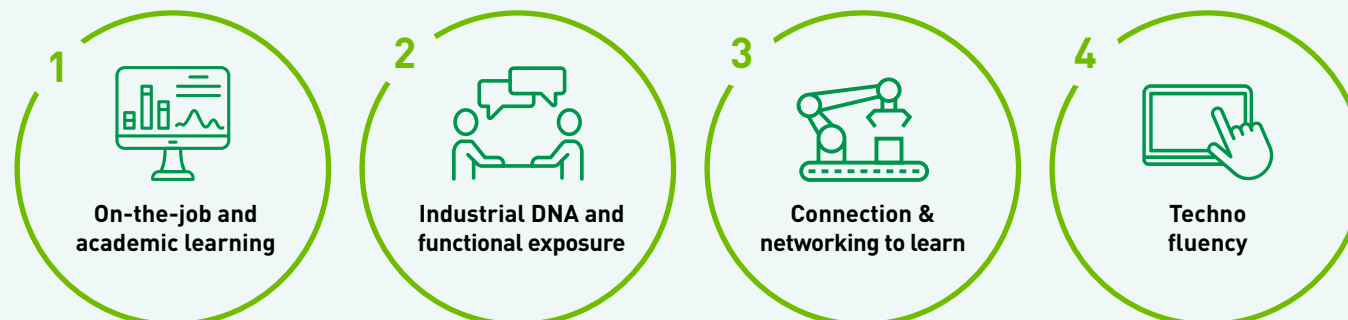 1
On-the-job and
academic learning
2
Industrial DNA and
functional exposure
3
Connection &
networking to learn
4
Techno
fluency